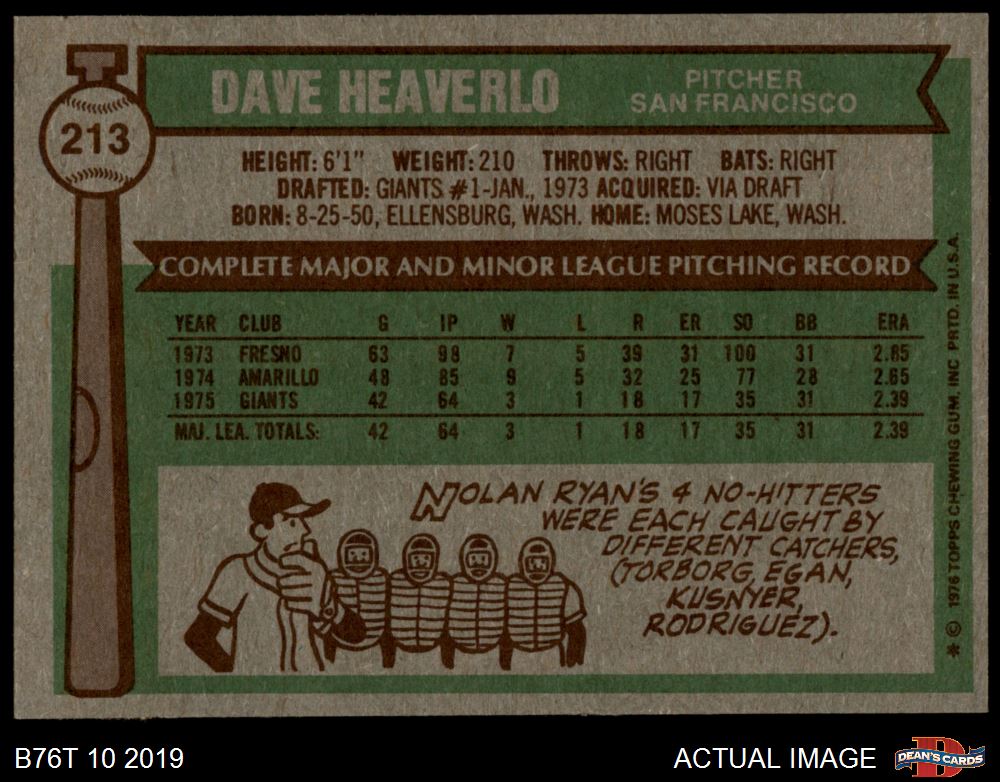 213
DAVE HEAVERLO
PITCHER
SAN FRANCISCO
HEIGHT: 6'1" WEIGHT: 210 THROWS: RIGHT BATS: RIGHT
DRAFTED: GIANTS #1-JAN., 1973 ACQUIRED: VIA DRAFT
BORN: 8-25-50, ELLENSBURG, WASH. HOME: MOSES LAKE, WASH.
COMPLETE MAJOR AND MINOR LEAGUE PITCHING RECORD
YEAR CLUB G IP W L R ER SO BB ERA
1973 FRESNO 63 98 7 5 39 31 100 31 2.85
1974 AMARILLO 48 85 9 5 32 25 77 28 2.65
1975 GIANTS 42 64 3 1 18 17 35 31 2.39
MAJ. LEA. TOTALS: 42 64 3 1 18 17 35 31 2.39
NOLAN RYAN'S 4 NO-HITTERS
WERE EACH CAUGHT BY
DIFFERENT CATCHERS,
(TORBORG, EGAN,
KUSNYER,
RODRIGUEZ).
* © 1976 TOPPS CHEWING GUM, INC PRTD. IN U.S.A.
B76T 10 2019
ACTUAL IMAGE
D
DEAN'S CARDS